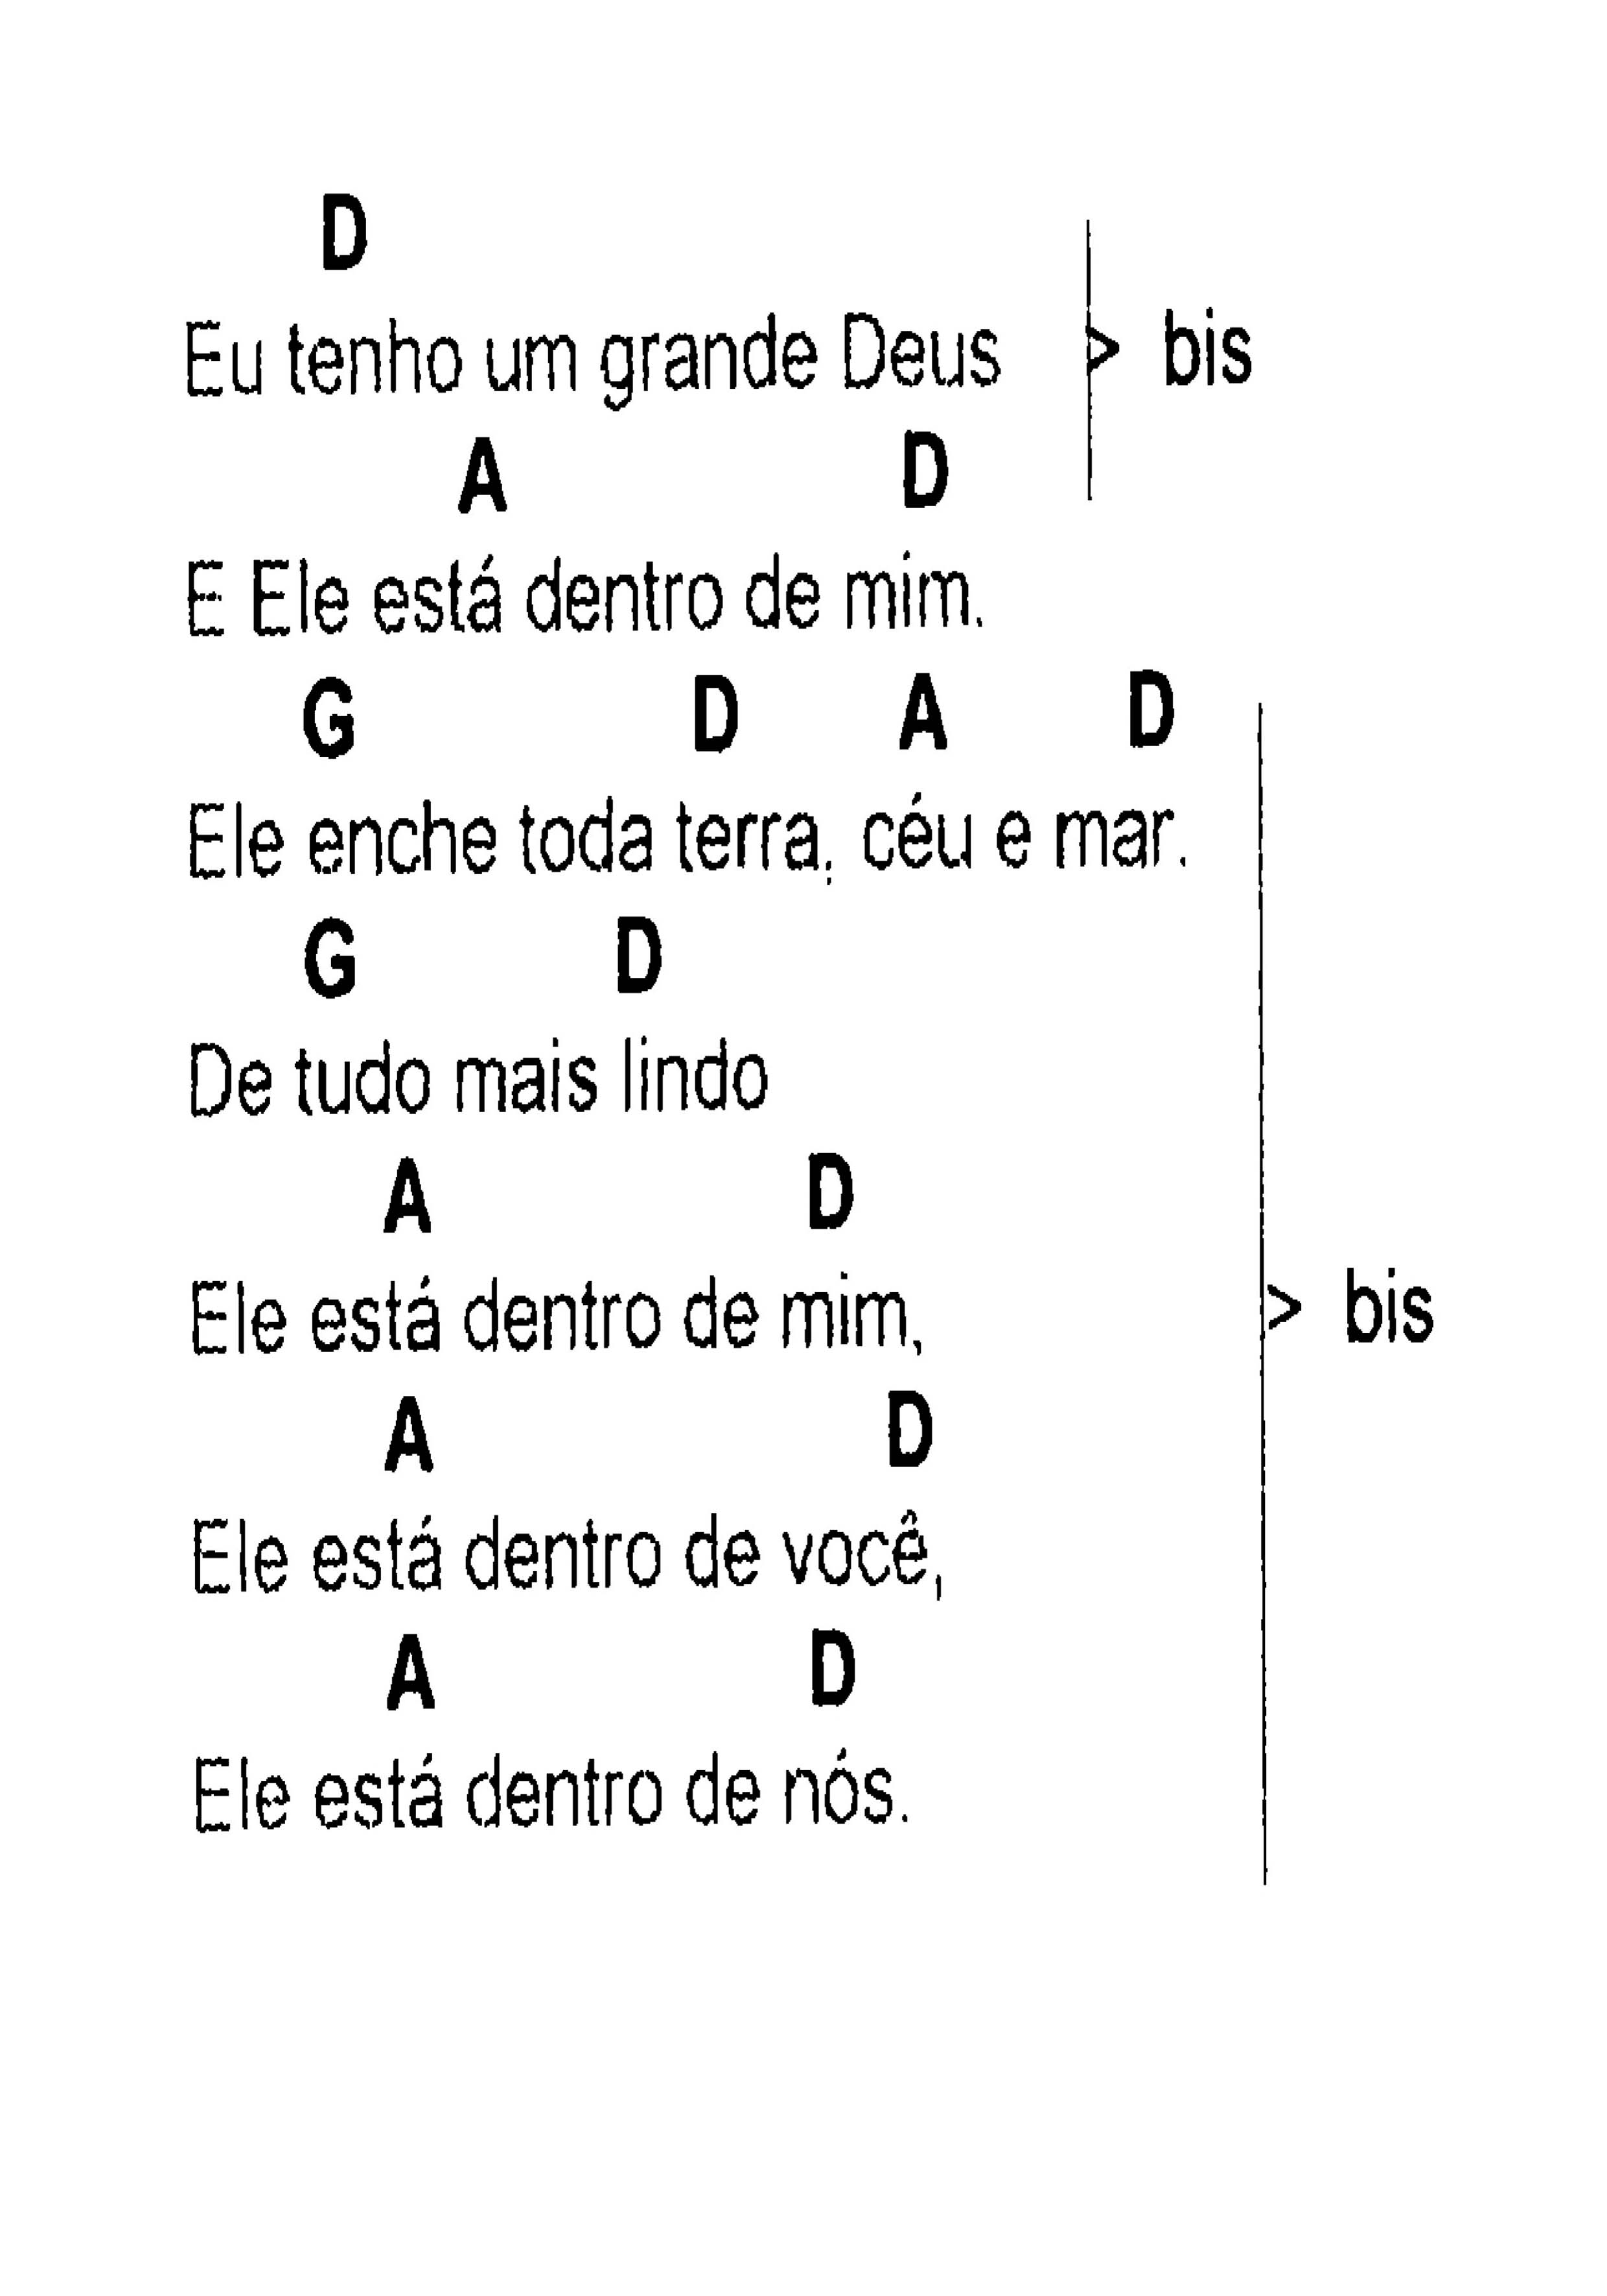 D
Eu tenho um grande Deus > bis
A D
E Ele está dentro de mim.
G D A D
Ele enche toda terra, céu e mar.
G D
De tudo mais lindo
A D
Ele está dentro de mim, > bis
A D
Ele está dentro de você,
A D
Ele está dentro de nós.